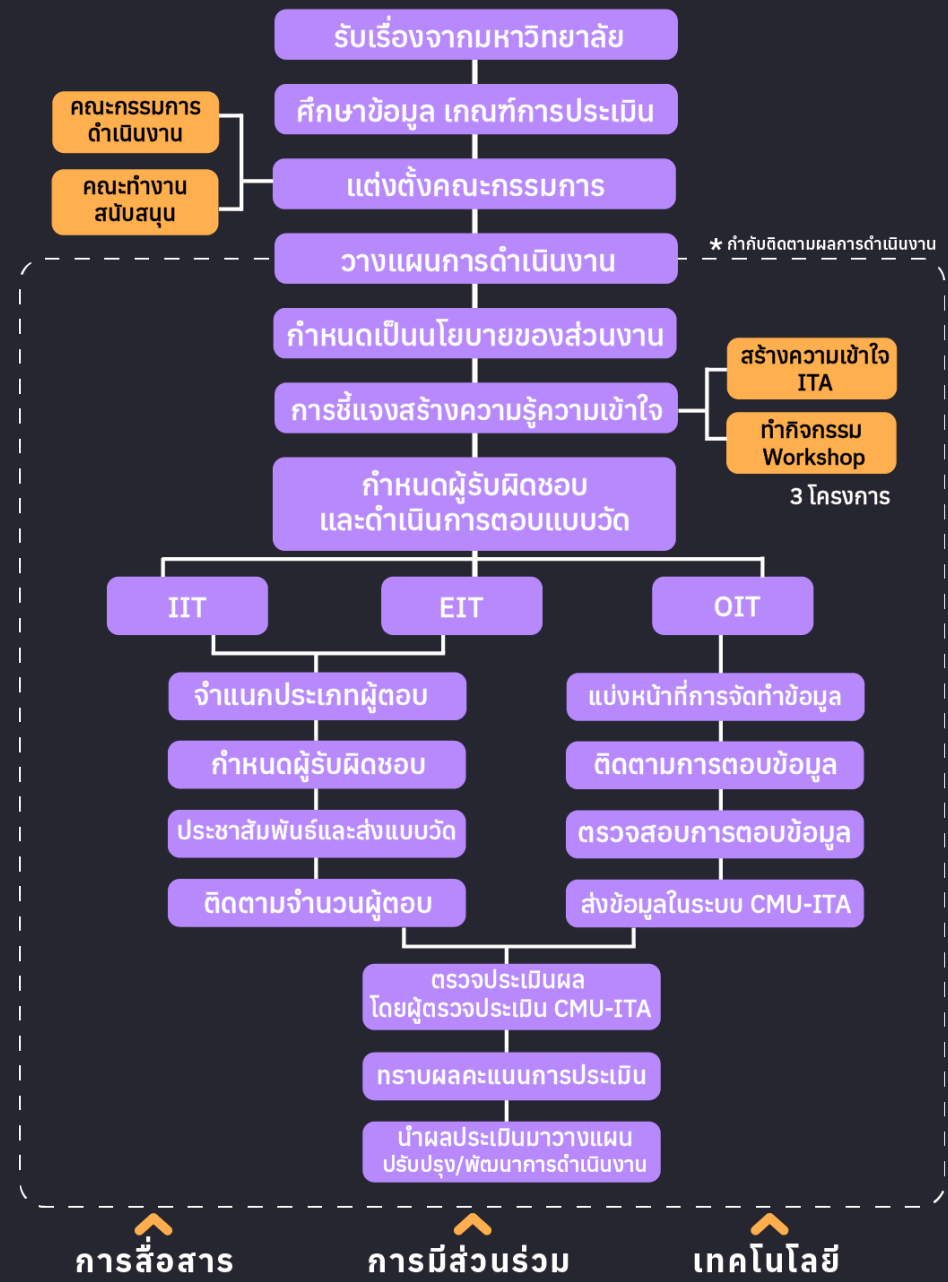 รับเรื่องจากมหาวิทยาลัย
ศึกษาข้อมูล เกณฑ์การประเมิน
คณะกรรมการ
ดำเนินงาน
คณะทำงาน
สนับสนุน
แต่งตั้งคณะกรรมการ
* กำกับติดตามผลการดำเนินงาน
วางแผนการดำเนินงาน
กำหนดเป็นนโยบายของส่วนงาน
การชี้แจงสร้างความรู้ความเข้าใจ
สร้างความเข้าใจ
ITA
ทำกิจกรรม
Workshop
3 โครงการ
กำหนดผู้รับผิดชอบ
และดำเนินการตอบแบบวัด
IIT
EIT
OIT
จำแนกประเภทผู้ตอบ
กำหนดผู้รับผิดชอบ
ประชาสัมพันธ์และส่งแบบวัด
ติดตามจำนวนผู้ตอบ
แบ่งหน้าที่การจัดทำข้อมูล
ติดตามการตอบข้อมูล
ตรวจสอบการตอบข้อมูล
ส่งข้อมูลในระบบ CMU-ITA
ตรวจประเมินผล
โดยผู้ตรวจประเมิน CMU-ITA
ทราบผลคะแนนการประเมิน
นำผลประเมินมาวางแผน
ปรับปรุง/พัฒนาการดำเนินงาน
การสื่อสาร
การมีส่วนร่วม
เทคโนโลยี